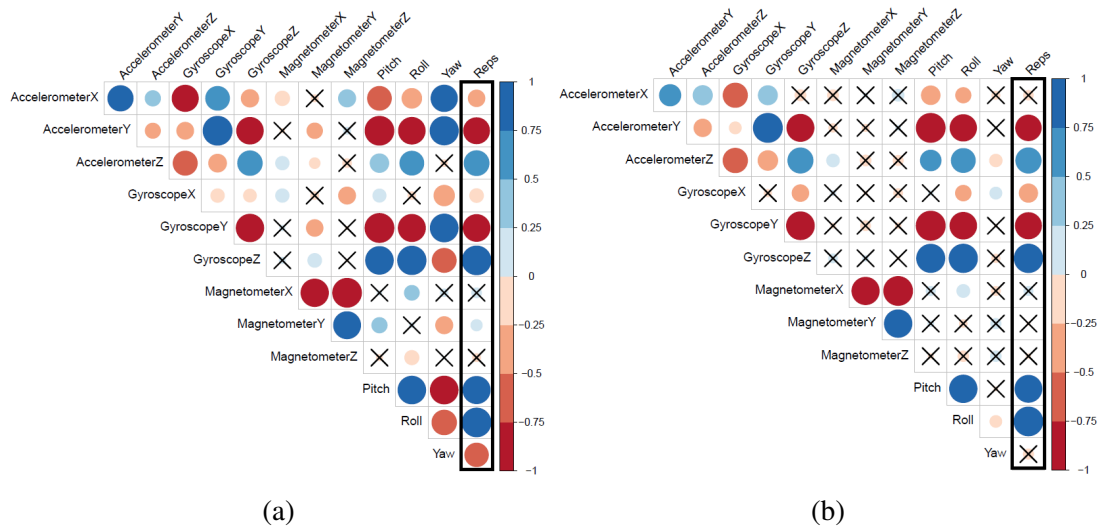 AccelerometerY
AccelerometerZ
GyroscopeX
GyroscopeY
GyroscopeZ
MagnetometerX
MagnetometerY
MagnetometerZ
Pitch
Roll
Yaw
Reps
AccelerometerX
AccelerometerY
AccelerometerZ
GyroscopeX
GyroscopeY
GyroscopeZ
MagnetometerX
MagnetometerY
MagnetometerZ
Pitch
Roll
Yaw
1
0.75
0.5
0.25
0
−0.25
−0.5
−0.75
−1
(a)
AccelerometerY
AccelerometerZ
GyroscopeX
GyroscopeY
GyroscopeZ
MagnetometerX
MagnetometerY
MagnetometerZ
Pitch
Roll
Yaw
Reps
AccelerometerX
AccelerometerY
AccelerometerZ
GyroscopeX
GyroscopeY
GyroscopeZ
MagnetometerX
MagnetometerY
MagnetometerZ
Pitch
Roll
Yaw
1
0.75
0.5
0.25
0
−0.25
−0.5
−0.75
−1
(b)